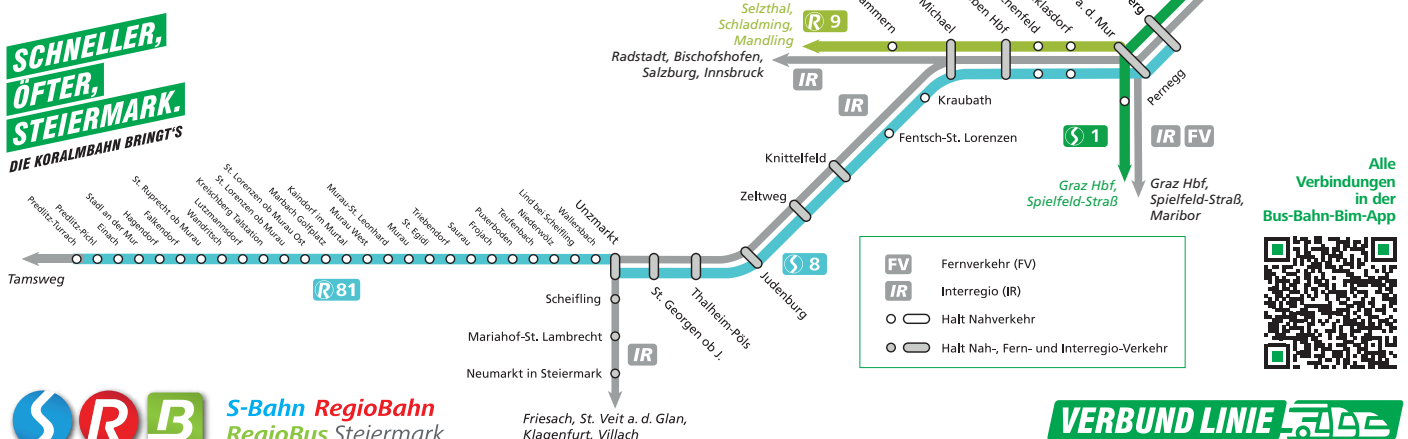 SCHNELLER,
ÖFTER,
STEIERMARK.
DIE KORALMBAHN BRINGT'S
Selzthal,
Schladming,
Mandling
R 9
Radstadt, Bischofshofen,
Salzburg, Innsbruck
IR
IR
Michael
Hbf
a. d. Mur
Pernegg
Kraubath
Fentsch-St. Lorenzen
Knittelfeld
Zeltweg
Judenburg
S 8
S 1
IR FV
Graz Hbf,
Spielfeld-Straß
Graz Hbf,
Spielfeld-Straß,
Maribor
Alle
Verbindungen
in der
Bus-Bahn-Bim-App
Tamsweg
Predlitz-Turrach
Predlitz-Pichl
Stadl an der Mur
Einach
Hagendorf
Falkendorf
St. Ruprecht ob Murau
Wandritsch
Kreischberg Talstation
Lutzmannsdorf
St. Lorenzen ob Murau
St. Lorenzen ob Murau Ost
Marbach Golfplatz
Kaindorf im Murtal
Murau West
Murau-St. Leonhard
Murau
St. Egidi
Triebendorf
Saurau
Frojach
Puxerboden
Teufenbach
Niederwölz
Lind bei Scheifling
Wallersbach
Unzmarkt
R 81
St. Georgen ob J.
Thalheim-Pöls
Scheifling
Mariahof-St. Lambrecht
Neumarkt in Steiermark
IR
Friesach, St. Veit a. d. Glan,
Klagenfurt, Villach
FV Fernverkehr (FV)
IR Interregio (IR)
Halt Nahverkehr
Halt Nah-, Fern- und Interregio-Verkehr
S R B
S-Bahn RegioBahn
RegioBus Steiermark
VERBUND LINIE